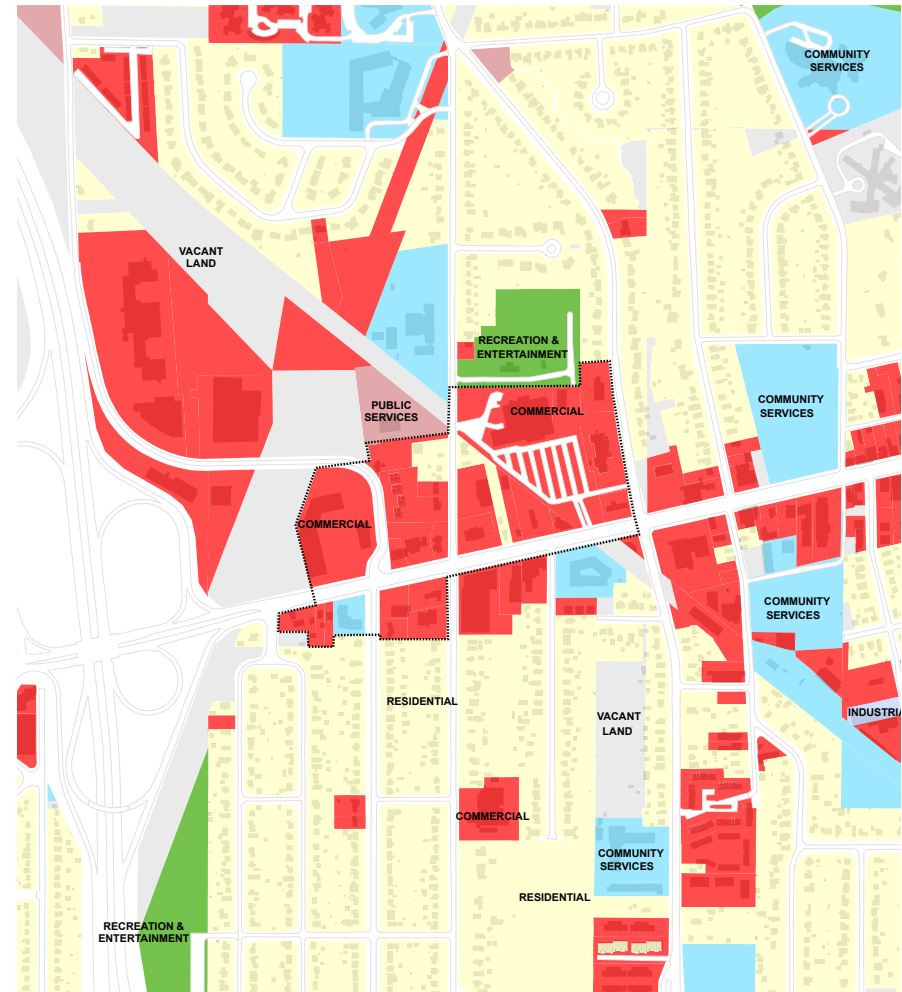 COMMUNITY
SERVICES
VACANT
LAND
RECREATION &
ENTERTAINMENT
PUBLIC
SERVICES
COMMERCIAL
COMMUNITY
SERVICES
COMMERCIAL
COMMUNITY
SERVICES
RESIDENTIAL
VACANT
LAND
INDUSTRIA
COMMERCIAL
COMMUNITY
SERVICES
RESIDENTIAL
RECREATION &
ENTERTAINMENT